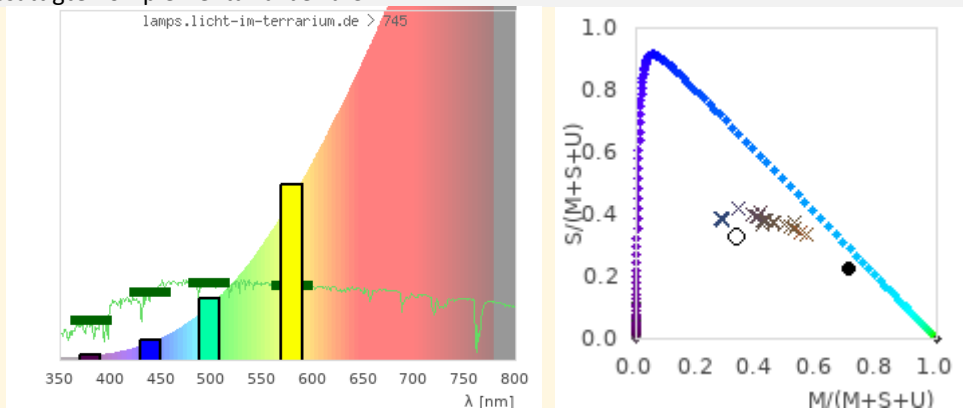 lamps.licht-im-terrarium.de > 745
350 400 450 500 550 600 650 700 750 800
λ [nm]
S/(M+S+U)
1.0
0.8
0.6
0.4
0.2
0.0
0.0 0.2 0.4 0.6 0.8 1.0
M/(M+S+U)